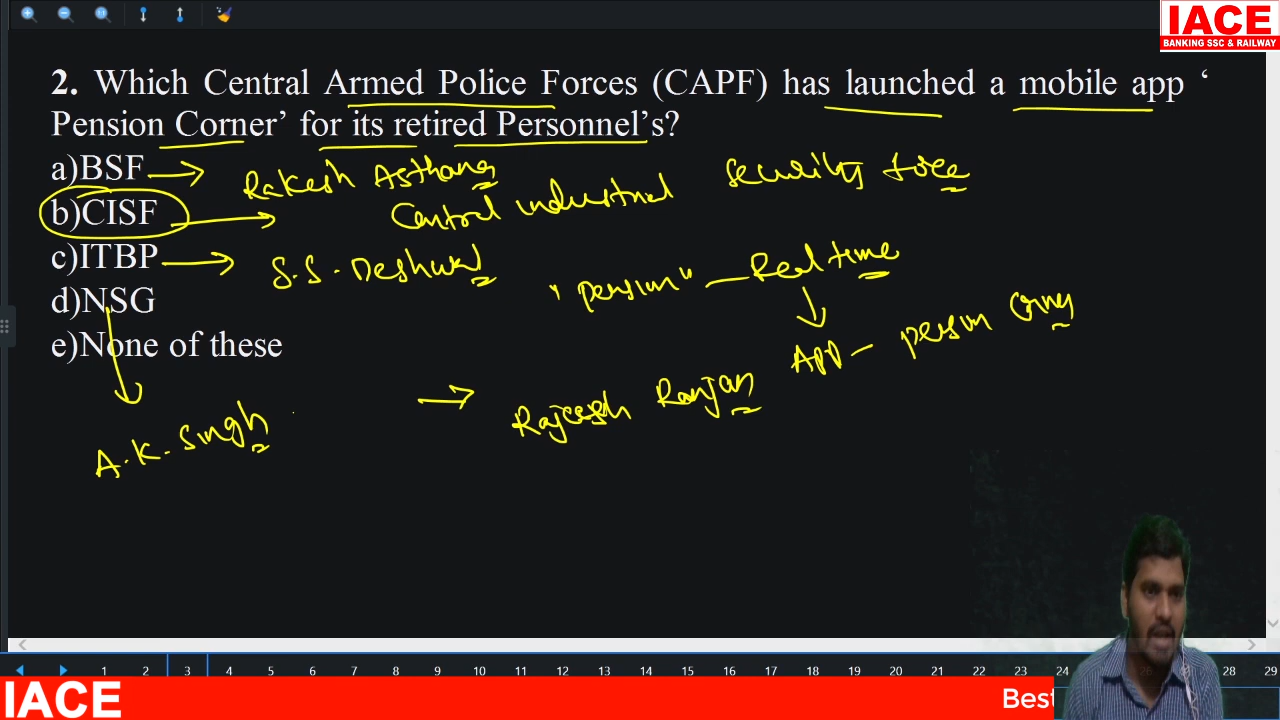 IACE
BANKING SSC & RAILWAY
2. Which Central Armed Police Forces (CAPF) has launched a mobile app ‘
Pension Corner’ for its retired Personnel’s?
a)BSF
Rakesh Asthana
b)CISF
Central industrial security force
c)ITBP
S.S. Deshwal
"pension" Real time
d)NSG
App - pension Corner
e)None of these
Rajeesh Ranjan
A.K. Singh
1 2 3 4 5 6 7 8 9 10 11 12 13 14 15 16 17 18 19 20 21 22 23 24 25 26 28 29
IACE
Best